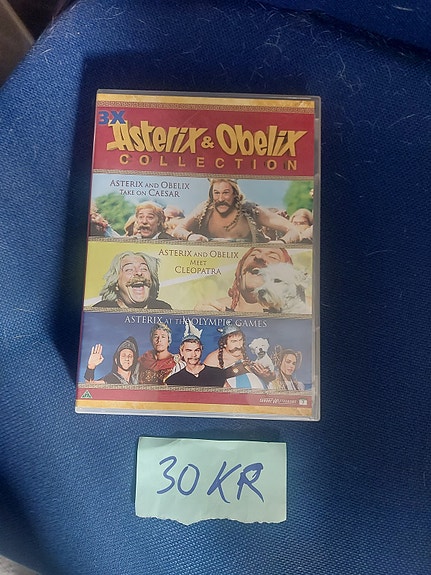 3X
Asterix & Obelix
COLLECTION
ASTERIX AND OBELIX
TAKE ON CAESAR
ASTERIX AND OBELIX
MEET
CLEOPATRA
ASTERIX AT THE OLYMPIC GAMES
30 KR